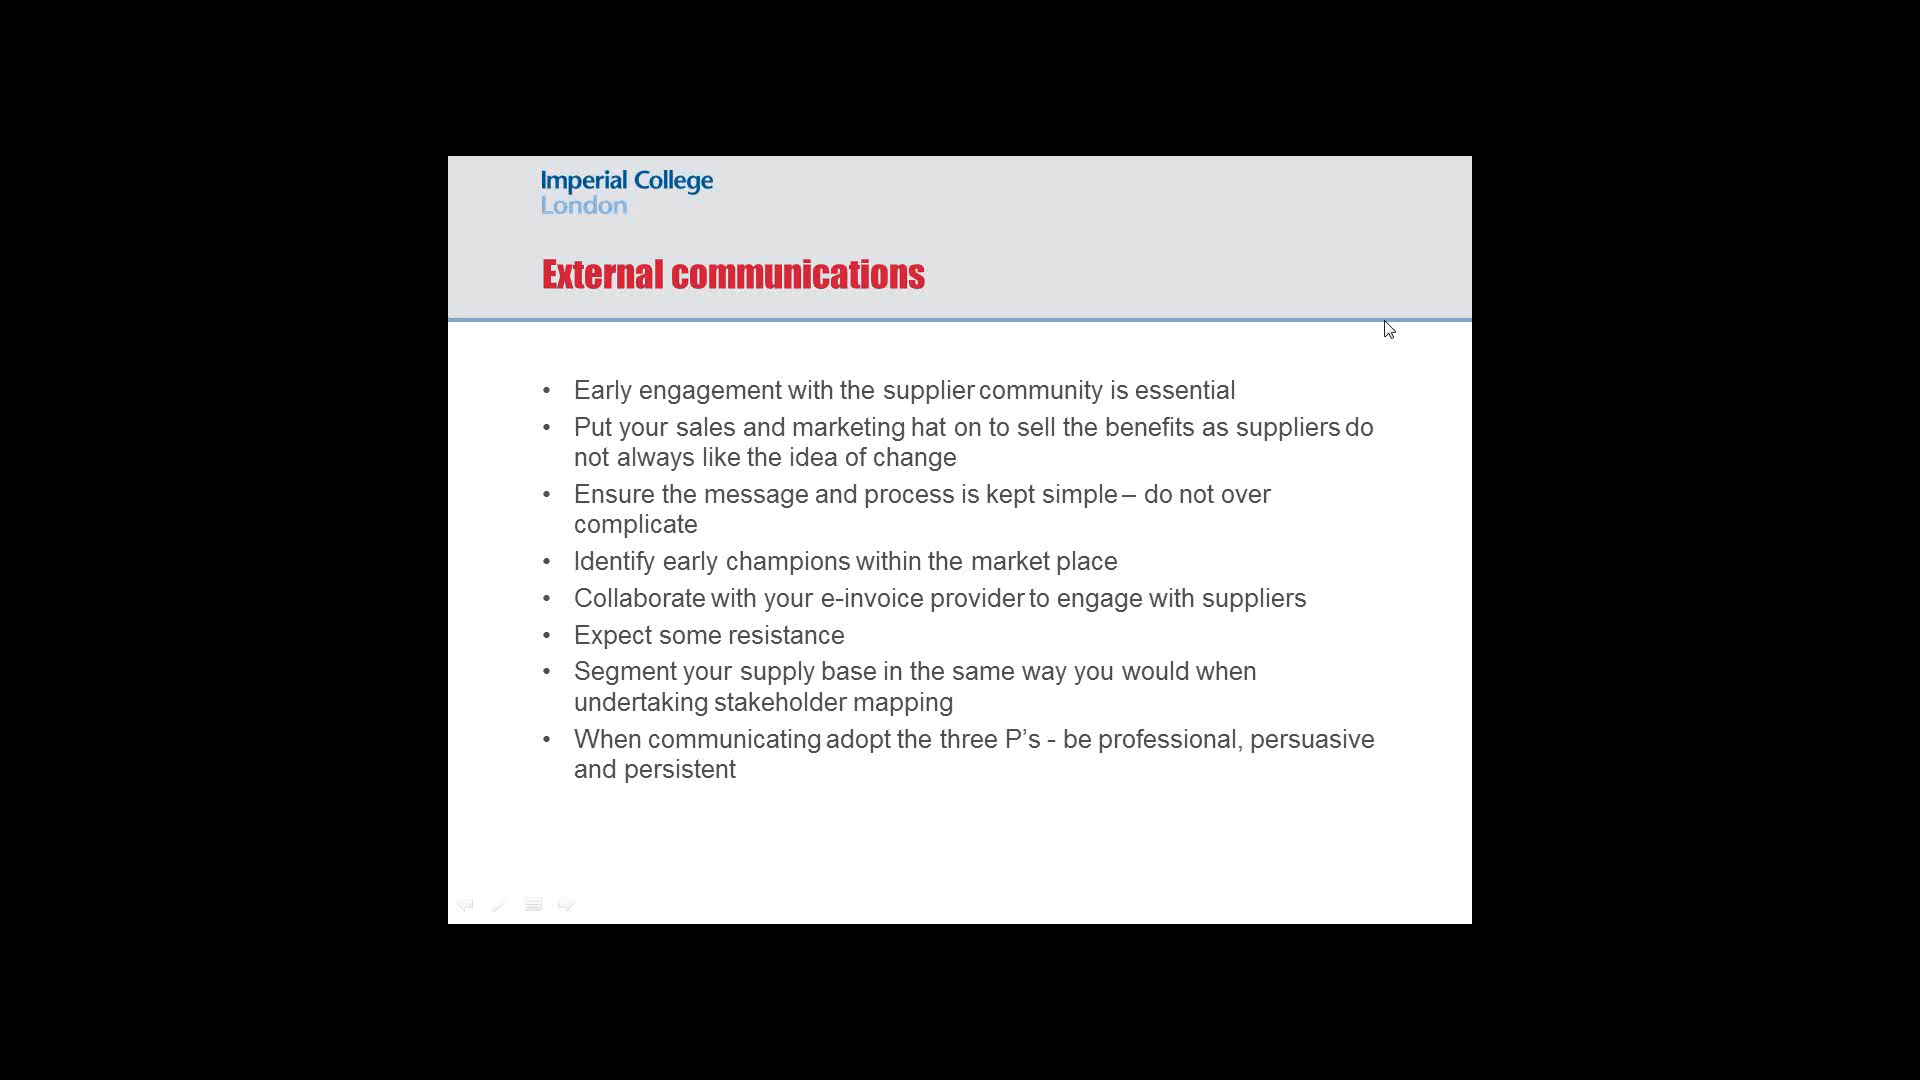 Imperial College
London
External communications
• Early engagement with the supplier community is essential
• Put your sales and marketing hat on to sell the benefits as suppliers do
not always like the idea of change
• Ensure the message and process is kept simple – do not over
complicate
• Identify early champions within the market place
• Collaborate with your e-invoice provider to engage with suppliers
• Expect some resistance
• Segment your supply base in the same way you would when
undertaking stakeholder mapping
• When communicating adopt the three P’s - be professional, persuasive
and persistent